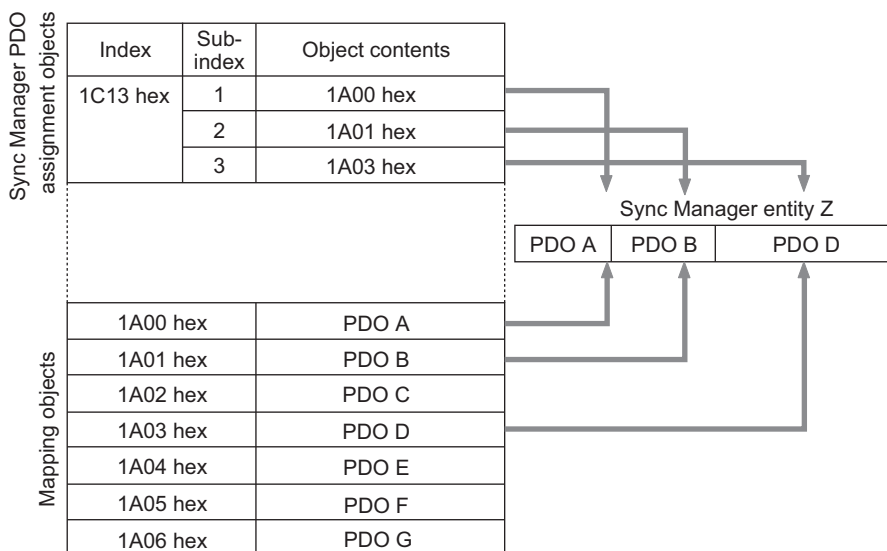 Sync Manager PDO
assignment objects
Index
Sub-
index
Object contents
1C13 hex
1
1A00 hex
2
1A01 hex
3
1A03 hex
Sync Manager entity Z
PDO A
PDO B
PDO D
Mapping objects
1A00 hex
PDO A
1A01 hex
PDO B
1A02 hex
PDO C
1A03 hex
PDO D
1A04 hex
PDO E
1A05 hex
PDO F
1A06 hex
PDO G